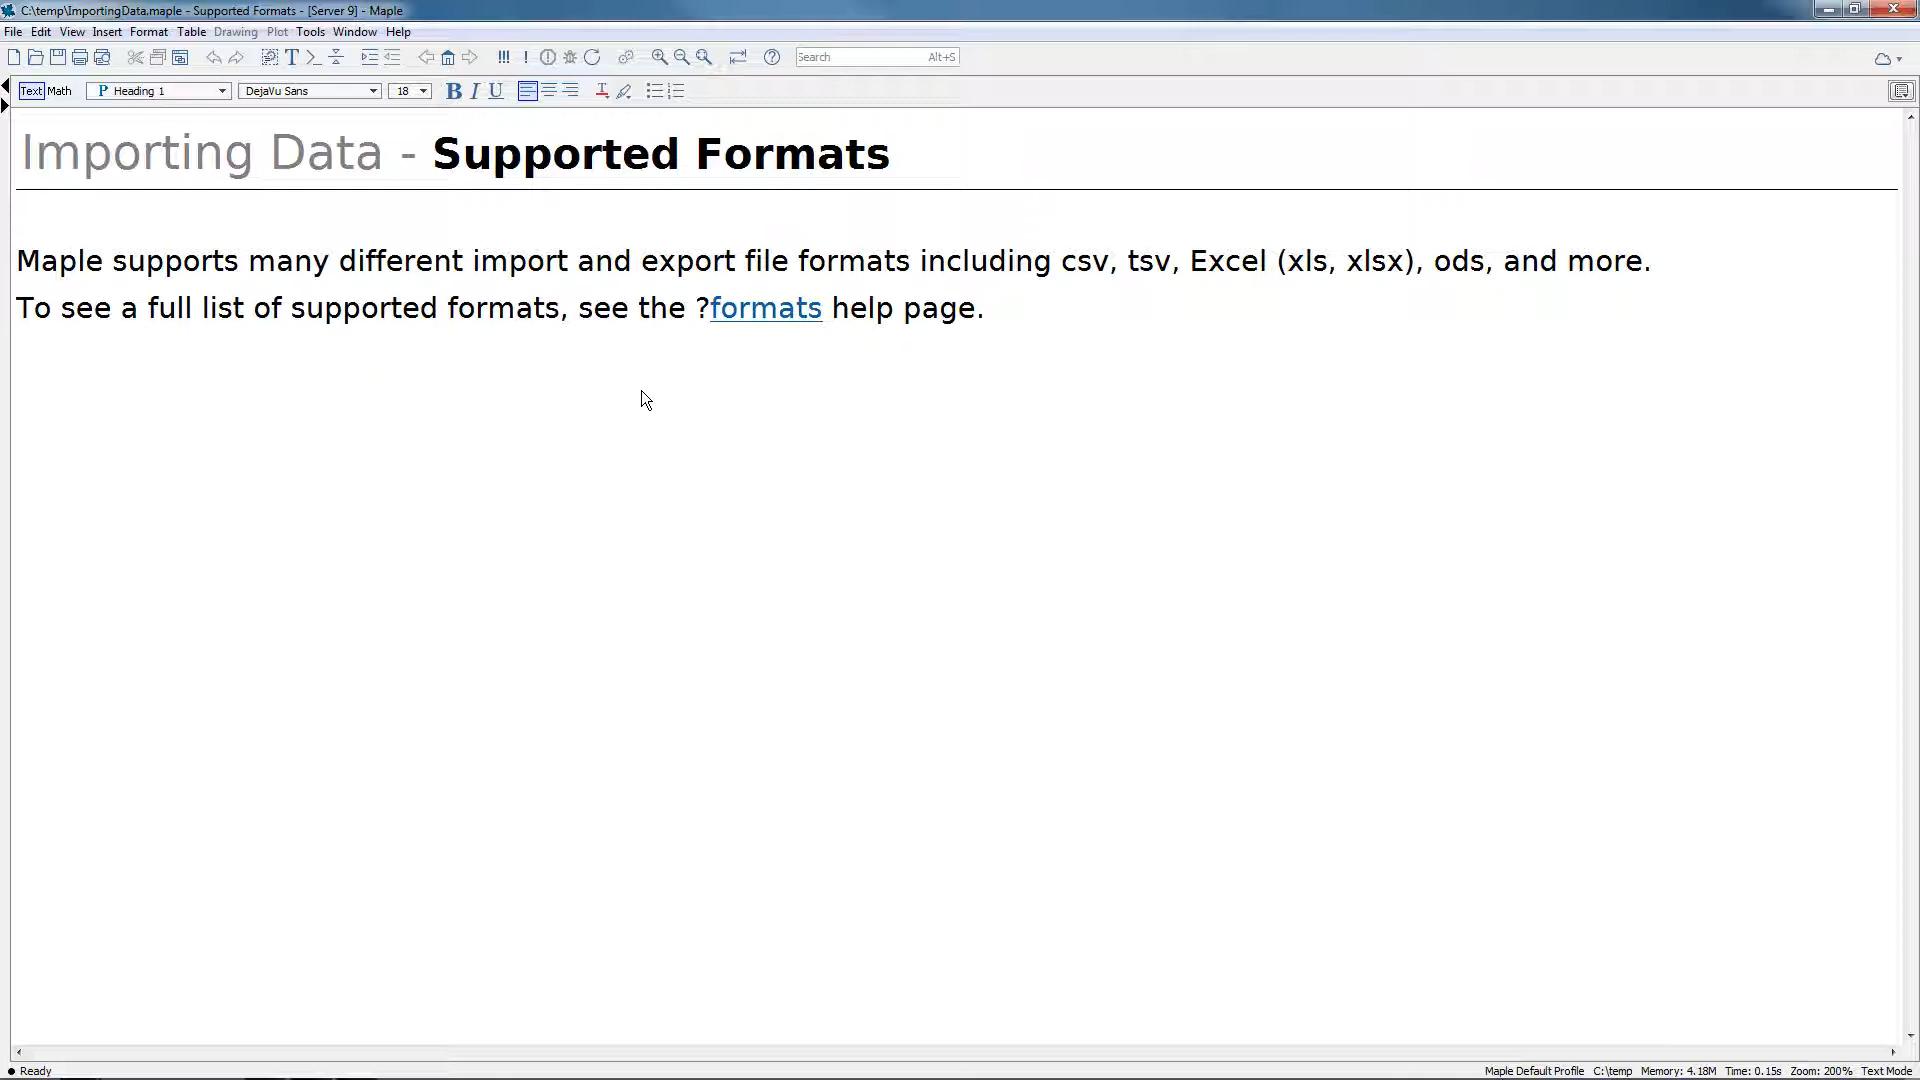 C:\temp\ImportingData.maple - Supported Formats - [Server 9] - Maple
File Edit View Insert Format Table Drawing Plot Tools Window Help
Search Alt+S
Text Math P Heading 1 DejaVu Sans 18 B I U
Importing Data - Supported Formats
Maple supports many different import and export file formats including csv, tsv, Excel (xls, xlsx), ods, and more.
To see a full list of supported formats, see the ?formats help page.
Ready Maple Default Profile C:\temp Memory: 4.18M Time: 0.15s Zoom: 200% Text Mode